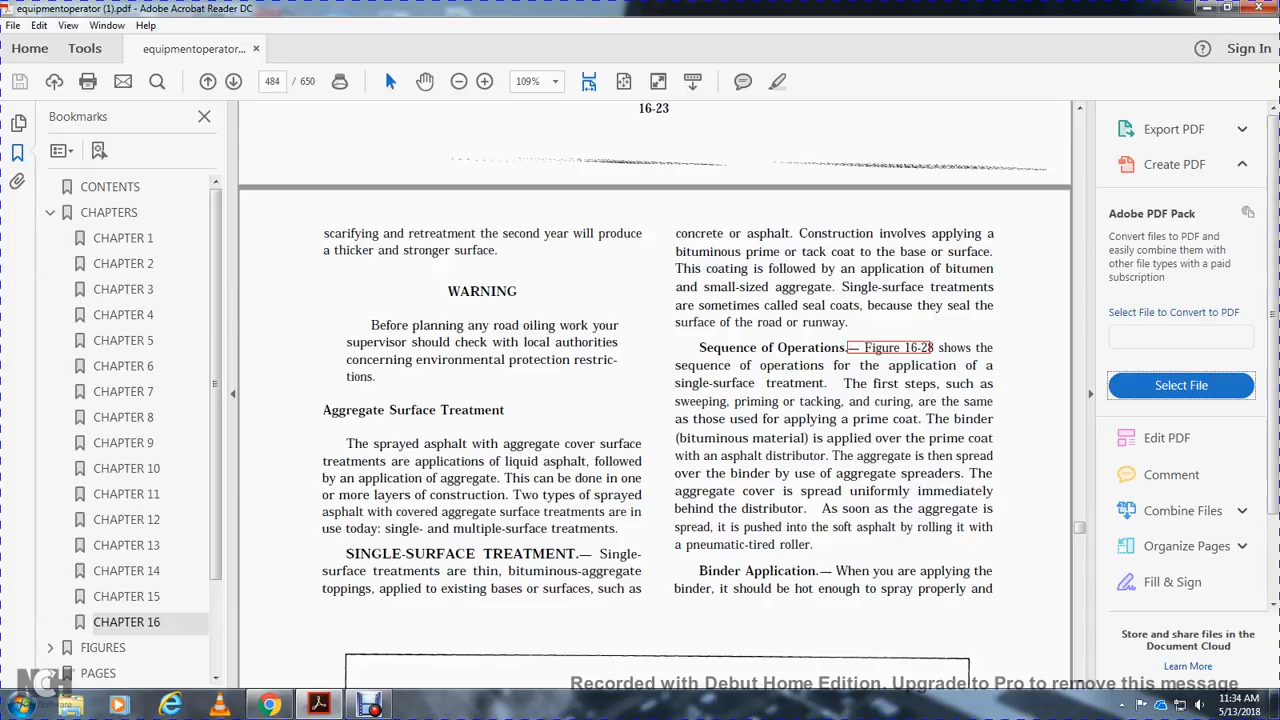 equipmentoperator (1).pdf - Adobe Acrobat Reader DC
File Edit View Window Help
Home Tools equipmentoperator... × Sign In
484 / 650 109%
Bookmarks
CONTENTS
CHAPTERS
CHAPTER 1
CHAPTER 2
CHAPTER 3
CHAPTER 4
CHAPTER 5
CHAPTER 6
CHAPTER 7
CHAPTER 8
CHAPTER 9
CHAPTER 10
CHAPTER 11
CHAPTER 12
CHAPTER 13
CHAPTER 14
CHAPTER 15
CHAPTER 16
FIGURES
PAGES
16-23
scarifying and retreatment the second year will produce
a thicker and stronger surface.
WARNING
Before planning any road oiling work your
supervisor should check with local authorities
concerning environmental protection restric-
tions.
Aggregate Surface Treatment
The sprayed asphalt with aggregate cover surface
treatments are applications of liquid asphalt, followed
by an application of aggregate. This can be done in one
or more layers of construction. Two types of sprayed
asphalt with covered aggregate surface treatments are in
use today: single- and multiple-surface treatments.
SINGLE-SURFACE TREATMENT.— Single-
surface treatments are thin, bituminous-aggregate
toppings, applied to existing bases or surfaces, such as
concrete or asphalt. Construction involves applying a
bituminous prime or tack coat to the base or surface.
This coating is followed by an application of bitumen
and small-sized aggregate. Single-surface treatments
are sometimes called seal coats, because they seal the
surface of the road or runway.
Sequence of Operations.— Figure 16-28 shows the
sequence of operations for the application of a
single-surface treatment. The first steps, such as
sweeping, priming or tacking, and curing, are the same
as those used for applying a prime coat. The binder
(bituminous material) is applied over the prime coat
with an asphalt distributor. The aggregate is then spread
over the binder by use of aggregate spreaders. The
aggregate cover is spread uniformly immediately
behind the distributor. As soon as the aggregate is
spread, it is pushed into the soft asphalt by rolling it with
a pneumatic-tired roller.
Binder Application.— When you are applying the
binder, it should be hot enough to spray properly and
Export PDF
Create PDF
Adobe PDF Pack
Convert files to PDF and
easily combine them with
other file types with a paid
subscription
Select File to Convert to PDF
Select File
Edit PDF
Comment
Combine Files
Organize Pages
Fill & Sign
Store and share files in the
Document Cloud
Learn More
Recorded with Debut Home Edition. Upgrade to Pro to remove this message
NCH
Software
11:34 AM
5/13/2018